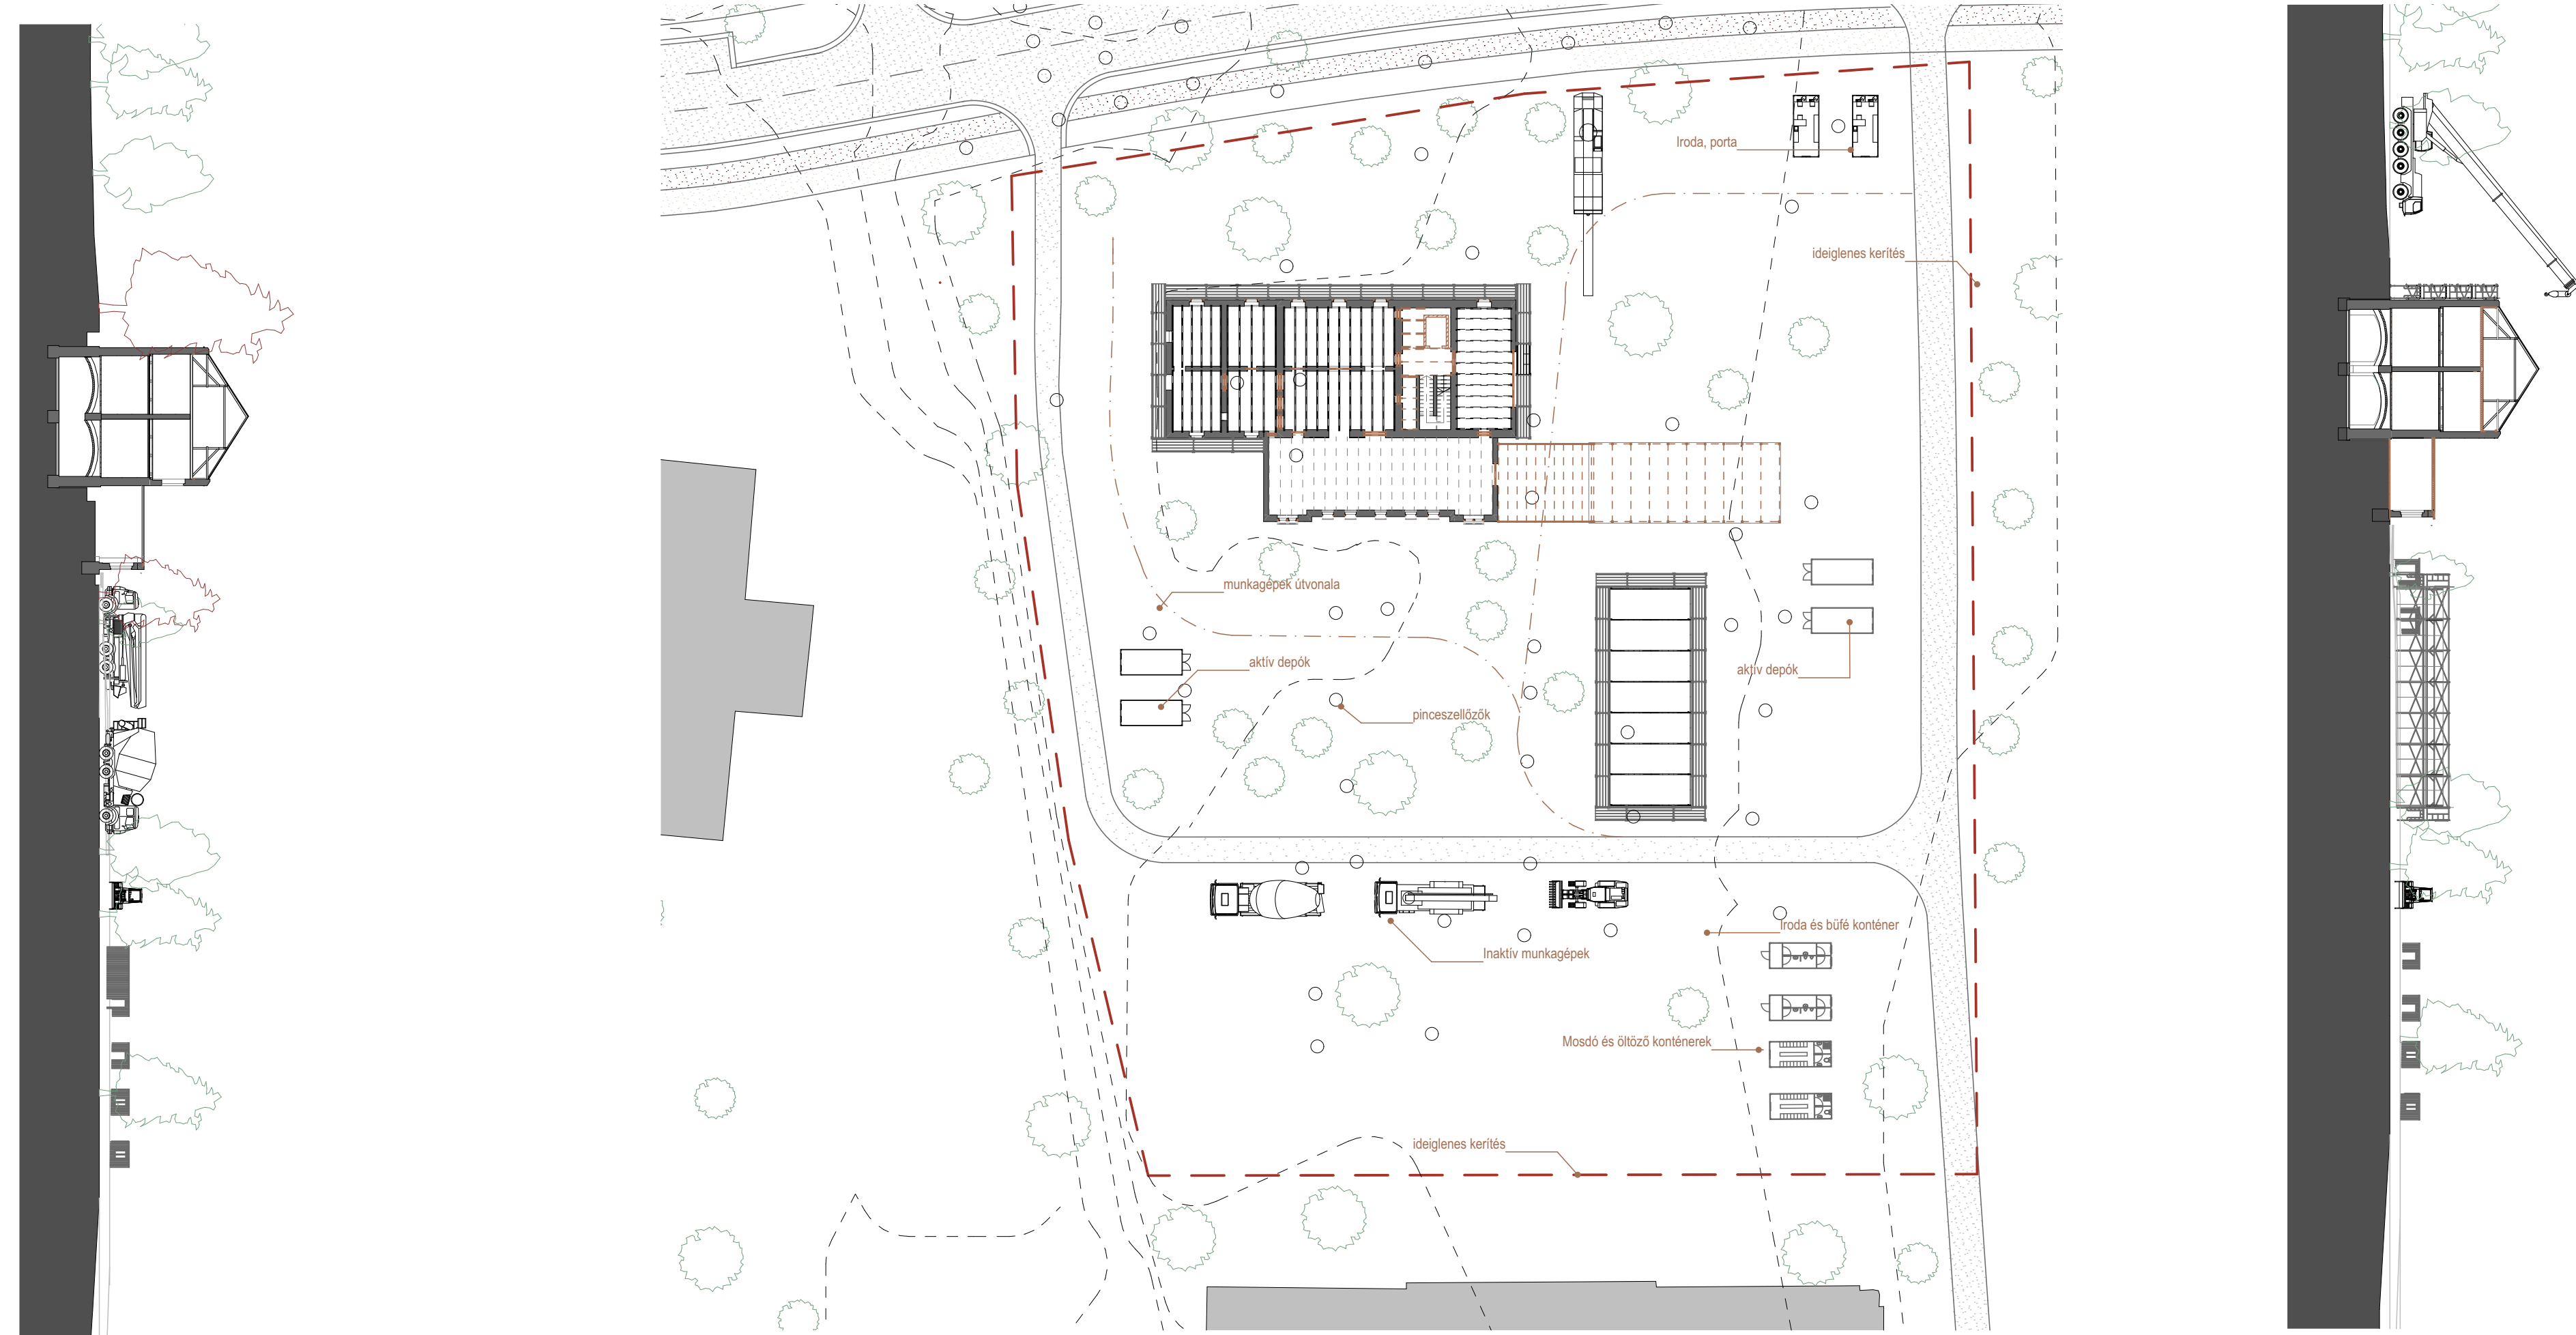 Iroda, porta
ideiglenes kerítés
munkagépek útvonala
aktív depók
aktív depók
pinceszellőzők
Iroda és büfé konténer
Inaktív munkagépek
Mosdó és öltöző konténerek
ideiglenes kerítés